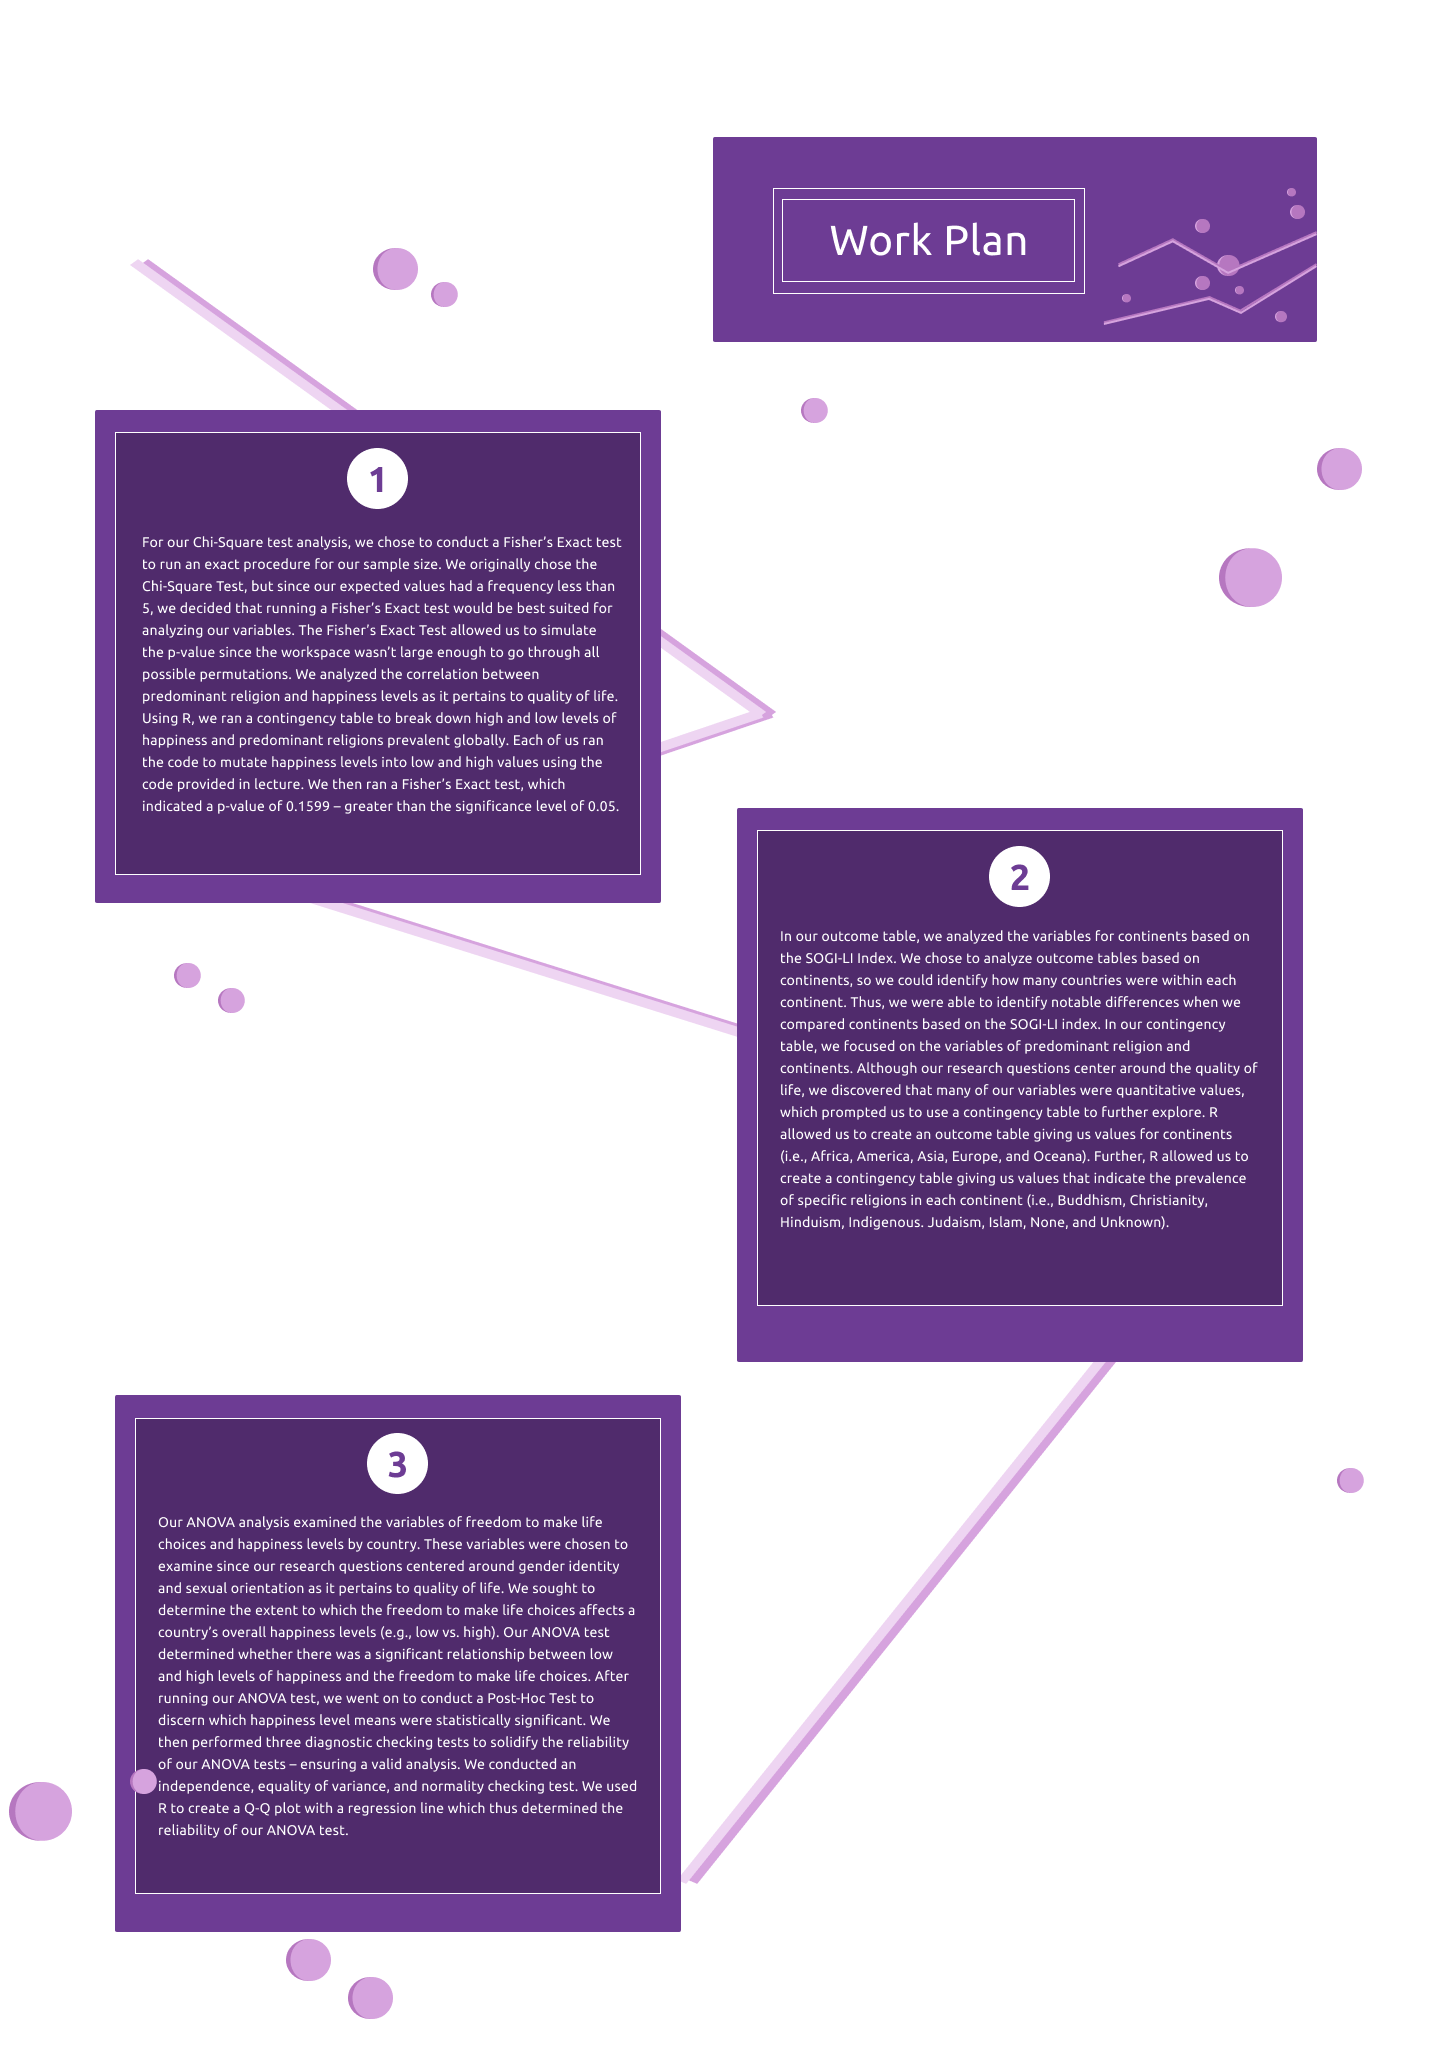 Work Plan
1
For our Chi-Square test analysis, we chose to conduct a Fisher’s Exact test
to run an exact procedure for our sample size. We originally chose the
Chi-Square Test, but since our expected values had a frequency less than
5, we decided that running a Fisher’s Exact test would be best suited for
analyzing our variables. The Fisher’s Exact Test allowed us to simulate
the p-value since the workspace wasn’t large enough to go through all
possible permutations. We analyzed the correlation between
predominant religion and happiness levels as it pertains to quality of life.
Using R, we ran a contingency table to break down high and low levels of
happiness and predominant religions prevalent globally. Each of us ran
the code to mutate happiness levels into low and high values using the
code provided in lecture. We then ran a Fisher’s Exact test, which
indicated a p-value of 0.1599 – greater than the significance level of 0.05.
2
In our outcome table, we analyzed the variables for continents based on
the SOGI-LI Index. We chose to analyze outcome tables based on
continents, so we could identify how many countries were within each
continent. Thus, we were able to identify notable differences when we
compared continents based on the SOGI-LI index. In our contingency
table, we focused on the variables of predominant religion and
continents. Although our research questions center around the quality of
life, we discovered that many of our variables were quantitative values,
which prompted us to use a contingency table to further explore. R
allowed us to create an outcome table giving us values for continents
(i.e., Africa, America, Asia, Europe, and Oceana). Further, R allowed us to
create a contingency table giving us values that indicate the prevalence
of specific religions in each continent (i.e., Buddhism, Christianity,
Hinduism, Indigenous. Judaism, Islam, None, and Unknown).
3
Our ANOVA analysis examined the variables of freedom to make life
choices and happiness levels by country. These variables were chosen to
examine since our research questions centered around gender identity
and sexual orientation as it pertains to quality of life. We sought to
determine the extent to which the freedom to make life choices affects a
country’s overall happiness levels (e.g., low vs. high). Our ANOVA test
determined whether there was a significant relationship between low
and high levels of happiness and the freedom to make life choices. After
running our ANOVA test, we went on to conduct a Post-Hoc Test to
discern which happiness level means were statistically significant. We
then performed three diagnostic checking tests to solidify the reliability
of our ANOVA tests – ensuring a valid analysis. We conducted an
independence, equality of variance, and normality checking test. We used
R to create a Q-Q plot with a regression line which thus determined the
reliability of our ANOVA test.